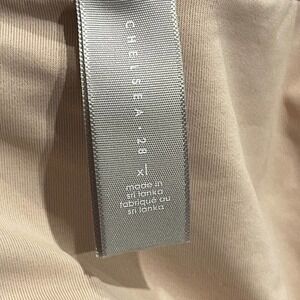 CHELSEA · 28
xl
made in
sri lanka
fabriqué au
sri lanka